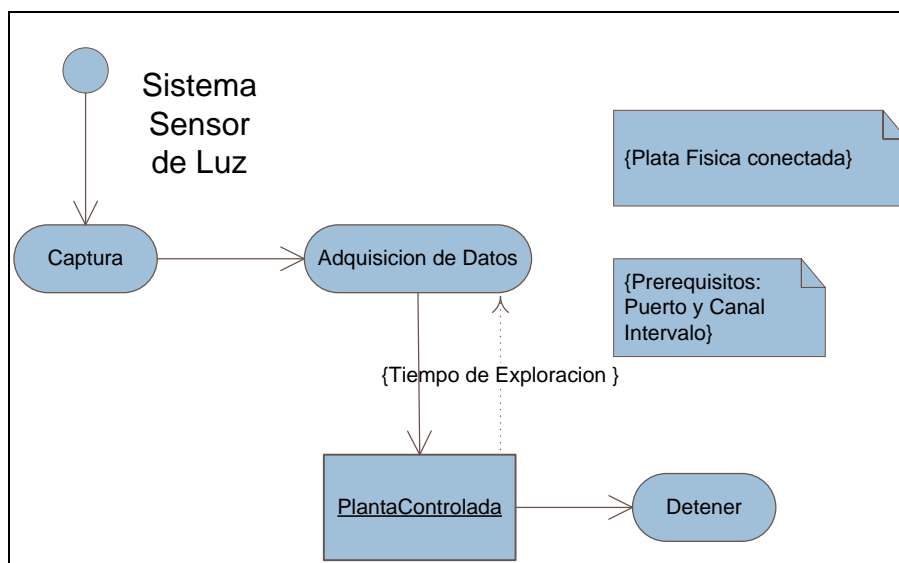 Sistema
Sensor
de Luz
{Plata Fisica conectada}
Captura
Adquisicion de Datos
{Prerequisitos:
Puerto y Canal
Intervalo}
{Tiempo de Exploracion }
PlantaControlada
Detener